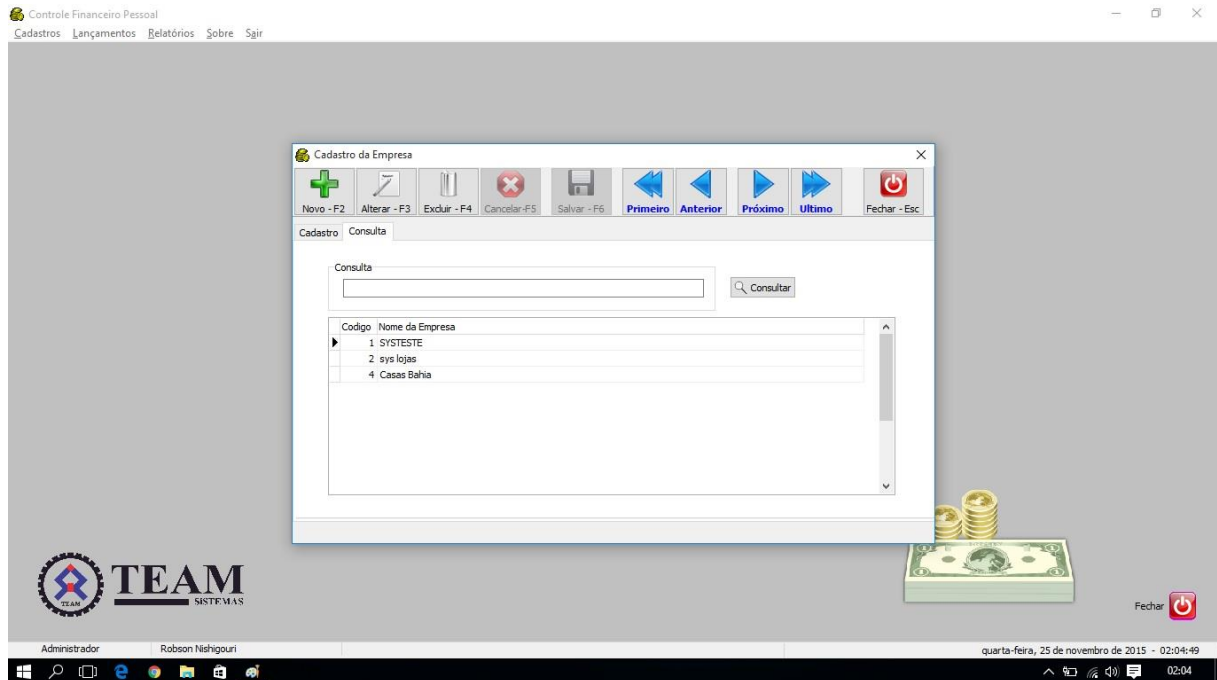 Controle Financeiro Pessoal
Cadastros Lançamentos Relatórios Sobre Sair
Cadastro da Empresa
Novo - F2 Alterar - F3 Excluir - F4 Cancelar-F5 Salvar - F6 Primeiro Anterior Próximo Ultimo Fechar - Esc
Cadastro Consulta
Consulta
Consultar
Codigo Nome da Empresa
1 SYSTESTE
2 sys lojas
4 Casas Bahia
TEAM
TEAM
SISTEMAS
Fechar
Administrador Robson Nishigouri quarta-feira, 25 de novembro de 2015 - 02:04:49
02:04